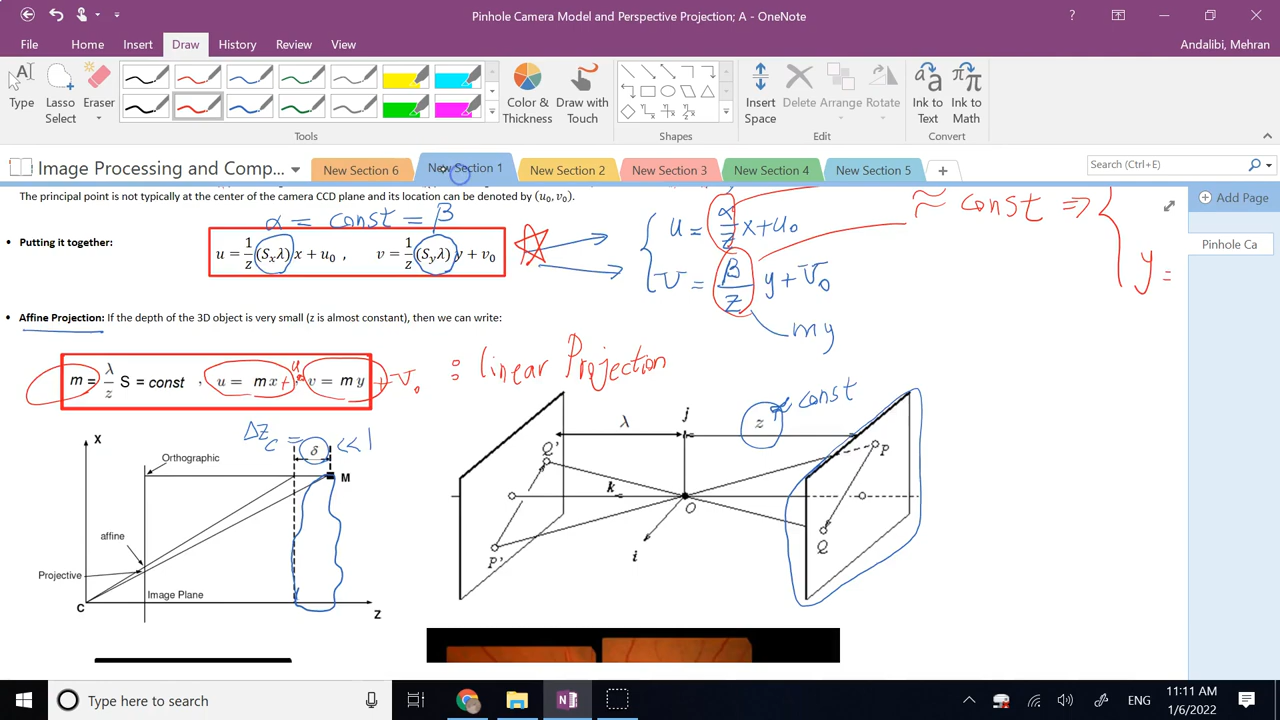 Pinhole Camera Model and Perspective Projection; A - OneNote
Andalibi, Mehran
File Home Insert Draw History Review View
Type Lasso Select Eraser Color & Thickness Draw with Touch Insert Space Delete Arrange Rotate Ink to Text Ink to Math
Tools Shapes Edit Convert
Image Processing and Comp... New Section 6 New Section 1 New Section 2 New Section 3 New Section 4 New Section 5 Search (Ctrl+E)
The principal point is not typically at the center of the camera CCD plane and its location can be denoted by (u₀, v₀).
Add Page
Pinhole Ca
α = const = β
u = α/z x + u₀
≈ const ⇒ {
• Putting it together:
u = 1/z (Sₓλ) x + u₀ , v = 1/z (S_yλ) y + v₀
v = β/z y + v₀
y =
my
• Affine Projection: If the depth of the 3D object is very small (z is almost constant), then we can write:
m = λ/z S = const , u = mx + u₀ , v = my + v₀
: linear Projection
λ j z ≈ const
Δz_c = δ << 1
X
Orthographic
M
affine
Projective
C
Image Plane
Z
Q'
P
k
O
i
P'
Q
Type here to search
ENG
11:11 AM
1/6/2022